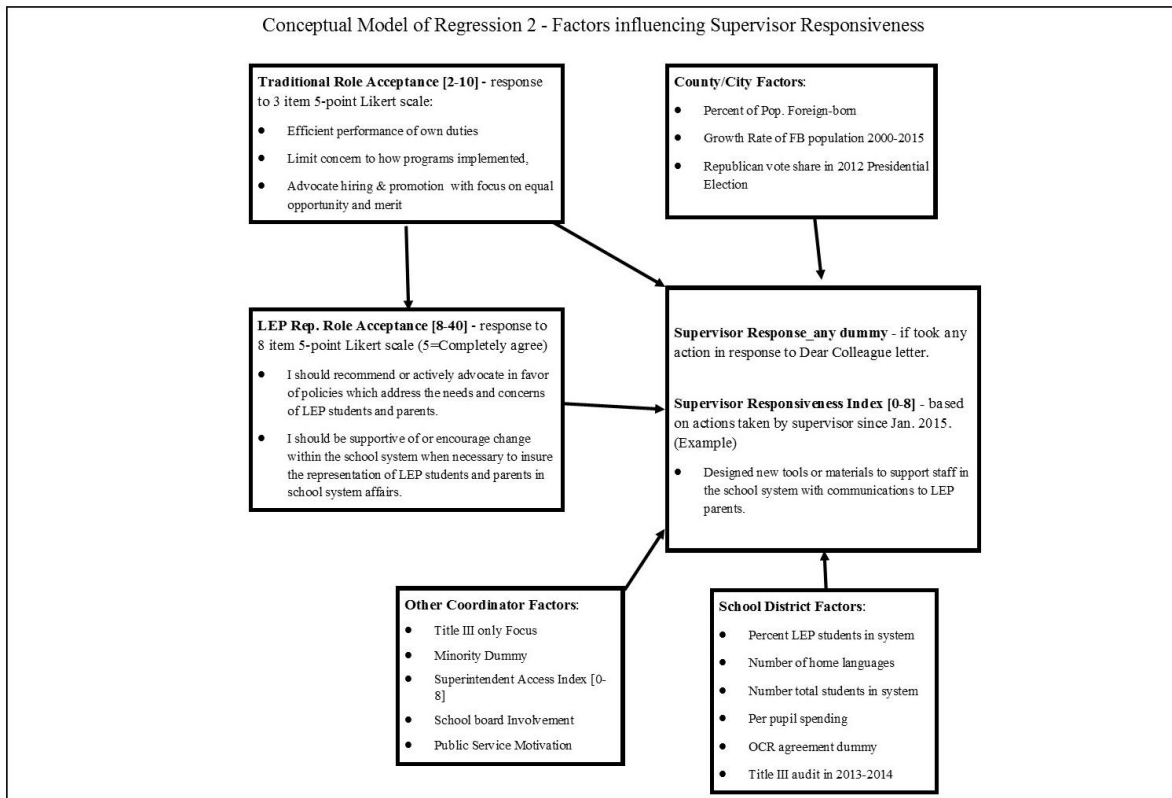 Conceptual Model of Regression 2 - Factors influencing Supervisor Responsiveness
Traditional Role Acceptance [2-10] - response
to 3 item 5-point Likert scale:
● Efficient performance of own duties
● Limit concern to how programs implemented,
● Advocate hiring & promotion with focus on equal
opportunity and merit
County/City Factors:
● Percent of Pop. Foreign-born
● Growth Rate of FB population 2000-2015
● Republican vote share in 2012 Presidential
Election
LEP Rep. Role Acceptance [8-40] - response to
8 item 5-point Likert scale (5=Completely agree)
● I should recommend or actively advocate in favor
of policies which address the needs and concerns
of LEP students and parents.
● I should be supportive of or encourage change
within the school system when necessary to insure
the representation of LEP students and parents in
school system affairs.
Supervisor Response_any dummy - if took any
action in response to Dear Colleague letter.
Supervisor Responsiveness Index [0-8] - based
on actions taken by supervisor since Jan. 2015.
(Example)
● Designed new tools or materials to support staff in
the school system with communications to LEP
parents.
Other Coordinator Factors:
● Title III only Focus
● Minority Dummy
● Superintendent Access Index [0-
8]
● School board Involvement
● Public Service Motivation
School District Factors:
● Percent LEP students in system
● Number of home languages
● Number total students in system
● Per pupil spending
● OCR agreement dummy
● Title III audit in 2013-2014